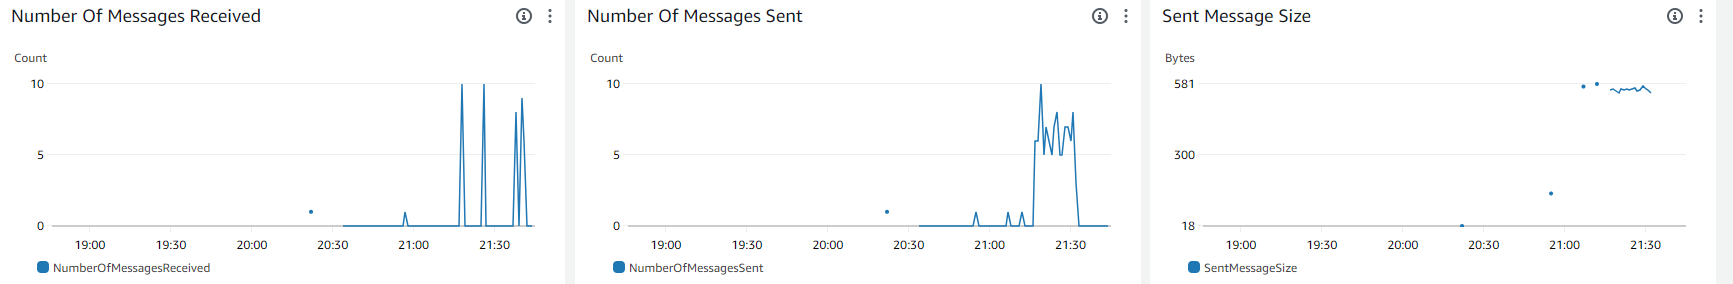 Number Of Messages Received
Count
10
5
0
19:00 19:30 20:00 20:30 21:00 21:30
NumberOfMessagesReceived
Number Of Messages Sent
Count
10
5
0
19:00 19:30 20:00 20:30 21:00 21:30
NumberOfMessagesSent
Sent Message Size
Bytes
581
300
18
19:00 19:30 20:00 20:30 21:00 21:30
SentMessageSize